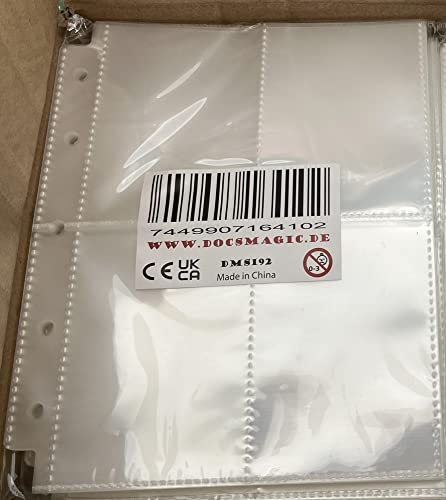 7449907164102
WWW.DOCSMAGIC.DE
CE UK CA DMS192 0-3
Made in China